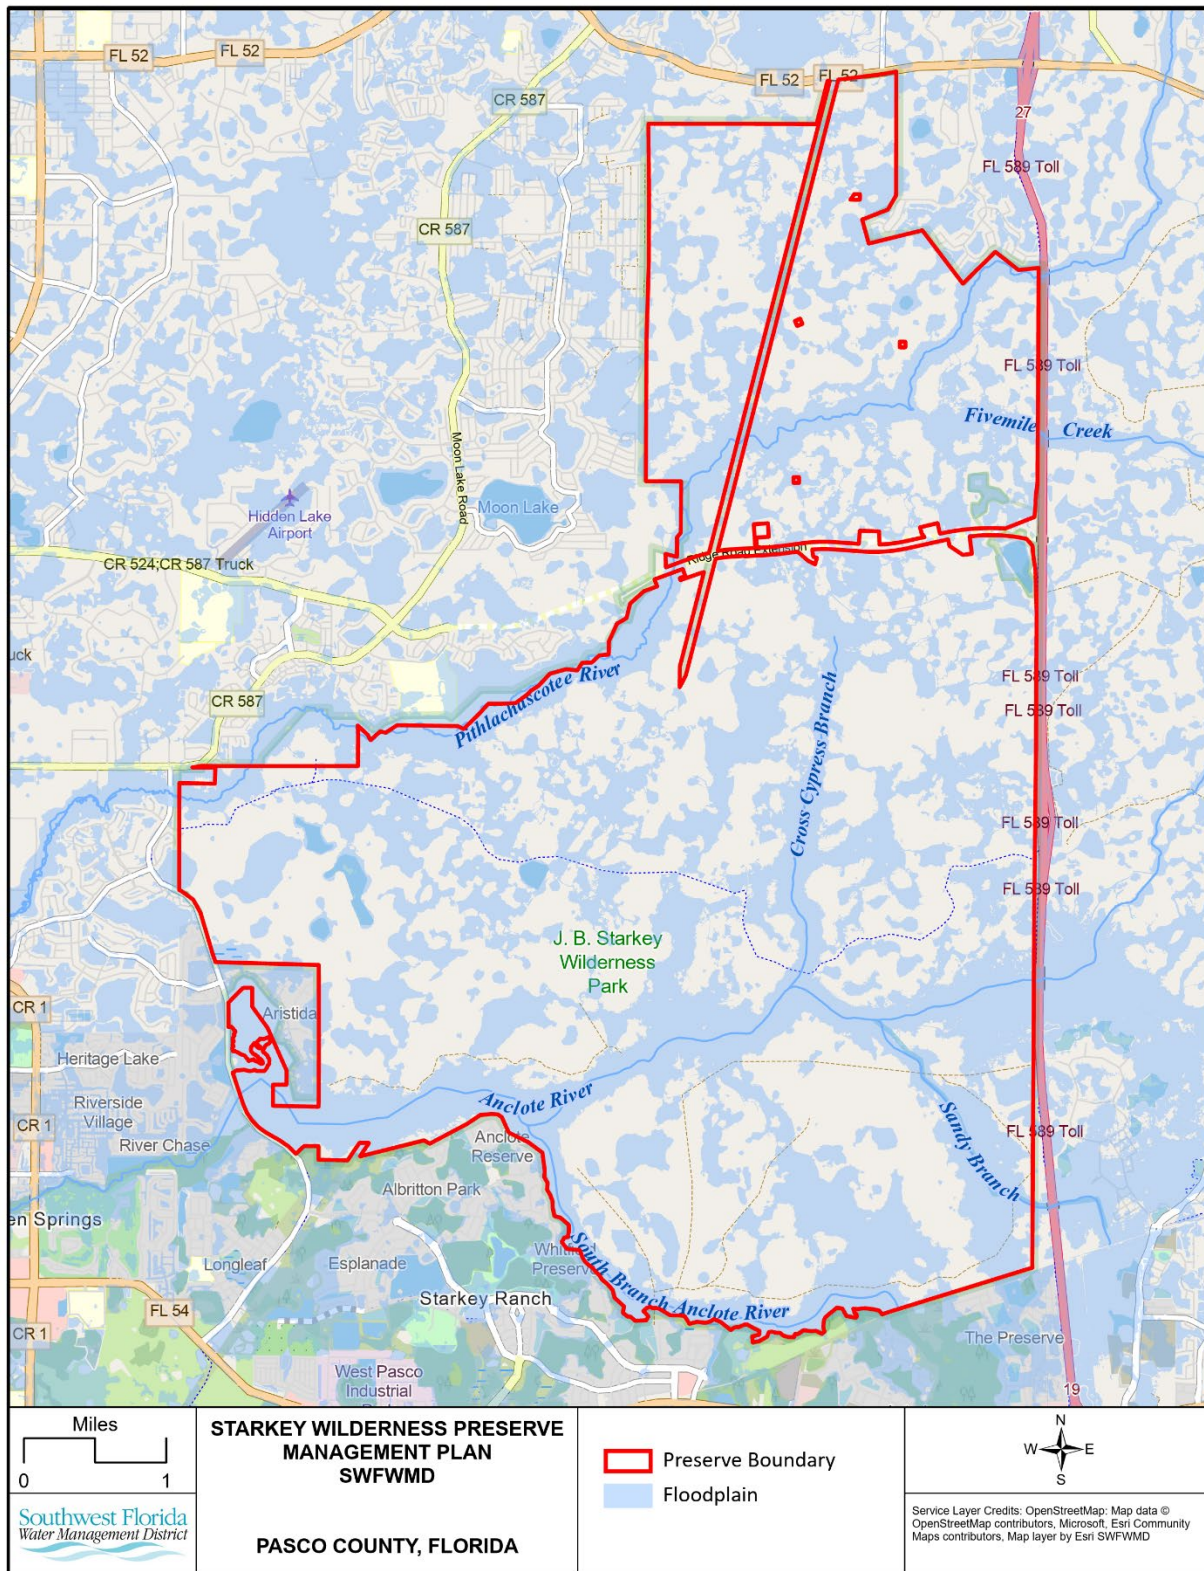 FL 52
FL 52
FL 52
FL 52
CR 587
27
FL 589 Toll
CR 587
FL 589 Toll
Fivemile Creek
Moon Lake Road
Moon Lake
Hidden Lake
Airport
Ridge Road Extension
CR 524;CR 587 Truck
uck
FL 589 Toll
Pithlachascotee River
CR 587
FL 589 Toll
Cross Cypress Branch
FL 589 Toll
FL 589 Toll
J. B. Starkey
Wilderness
Park
CR 1
Aristida
Heritage Lake
Anclote River
Riverside
Village
Sandy Branch
CR 1
River Chase
FL 589 Toll
Anclote
Reserve
Albritton Park
en Springs
Longleaf
Esplanade
Whitfield
Preserve
South Branch Anclote River
Starkey Ranch
FL 54
CR 1
The Preserve
West Pasco
Industrial
19
Miles
0 1
STARKEY WILDERNESS PRESERVE
MANAGEMENT PLAN
SWFWMD
PASCO COUNTY, FLORIDA
Southwest Florida
Water Management District
Preserve Boundary
Floodplain
N
W E
S
Service Layer Credits: OpenStreetMap: Map data ©
OpenStreetMap contributors, Microsoft, Esri Community
Maps contributors, Map layer by Esri SWFWMD